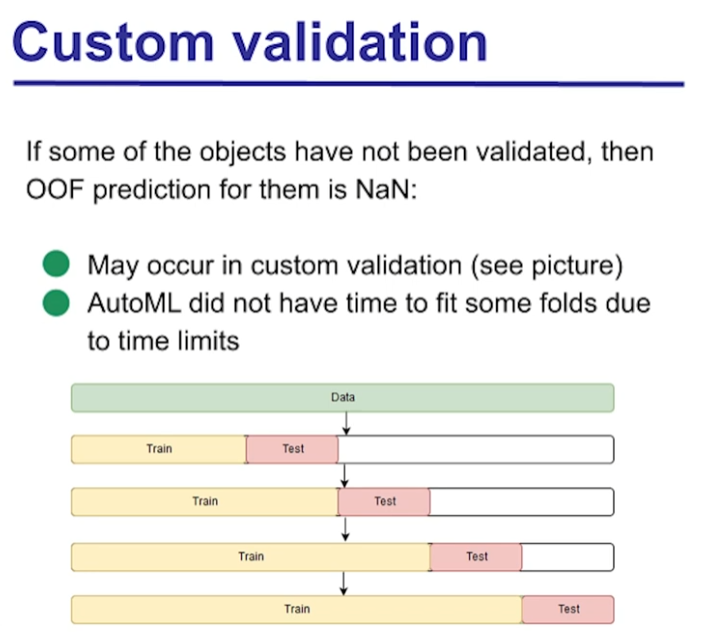 Custom validation
If some of the objects have not been validated, then
OOF prediction for them is NaN:
May occur in custom validation (see picture)
AutoML did not have time to fit some folds due
to time limits
Data
Train Test
Train Test
Train Test
Train Test